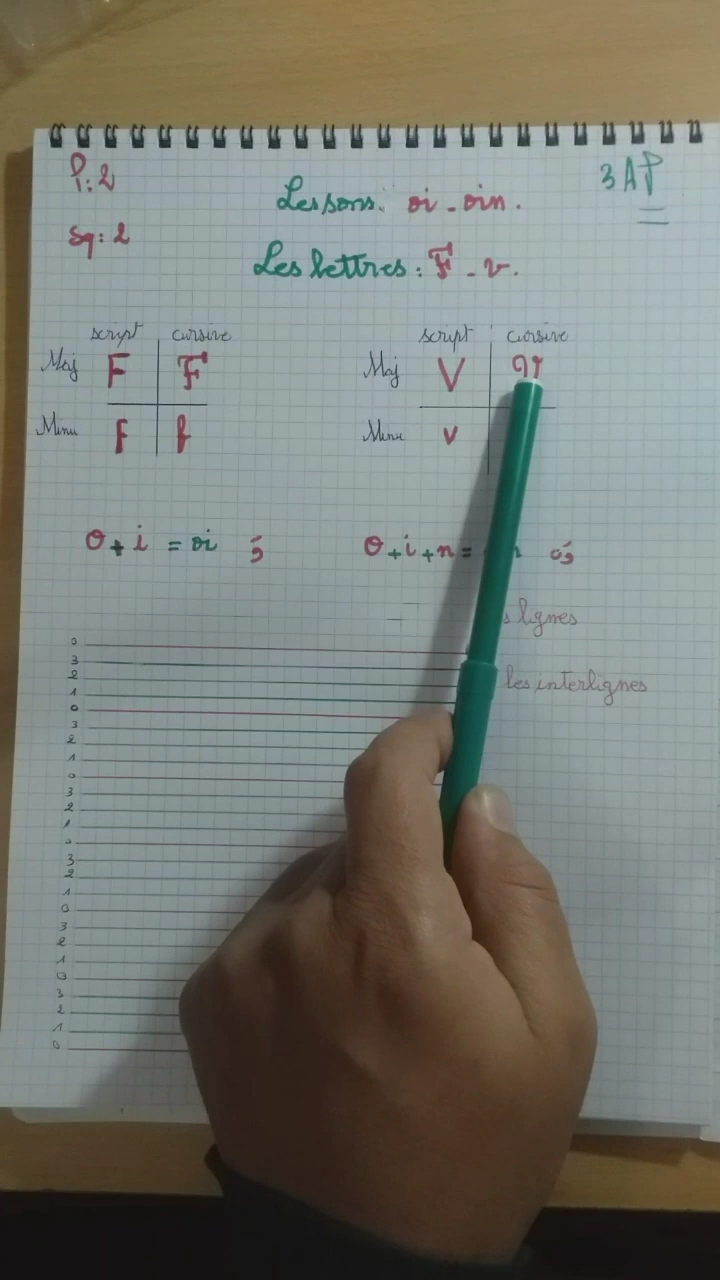 P: 2
Les sons: oi - oin.
3 AP
Sq: 2
Les lettres: F - v.
script cursive
Maj F F
Minu F f
script cursive
Maj V V
Minu v
o + i = oi وَ
o + i + n = وَ
lignes
les interlignes
0
3
2
1
0
3
2
1
0
3
2
1
0
3
2
1
0
3
2
1
0
3
2
1
0